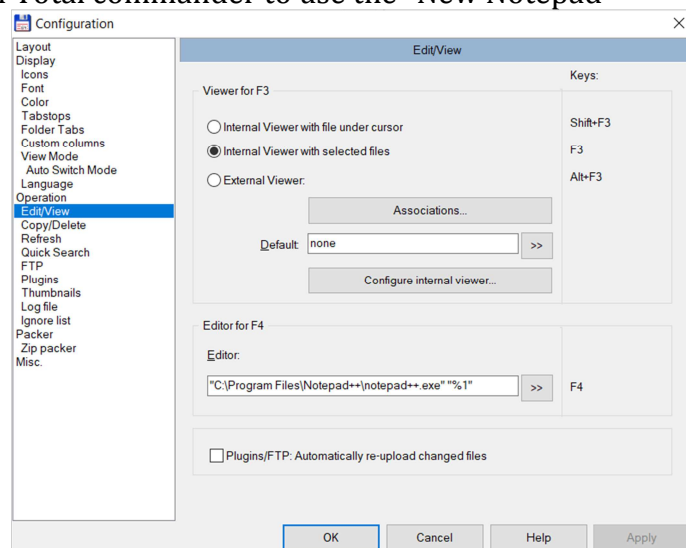 Total commander to use the "New Notepad"
Configuration
Layout
Display
Icons
Font
Color
Tabstops
Folder Tabs
Custom columns
View Mode
Auto Switch Mode
Language
Operation
Edit/View
Copy/Delete
Refresh
Quick Search
FTP
Plugins
Thumbnails
Log file
Ignore list
Packer
Zip packer
Misc.
Edit/View
Keys:
Viewer for F3
Internal Viewer with file under cursor
Shift+F3
Internal Viewer with selected files
F3
External Viewer:
Alt+F3
Associations...
Default:
none
>>
Configure internal viewer...
Editor for F4
Editor:
"C:\Program Files\Notepad++\notepad++.exe" "%1"
>>
F4
Plugins/FTP: Automatically re-upload changed files
OK
Cancel
Help
Apply